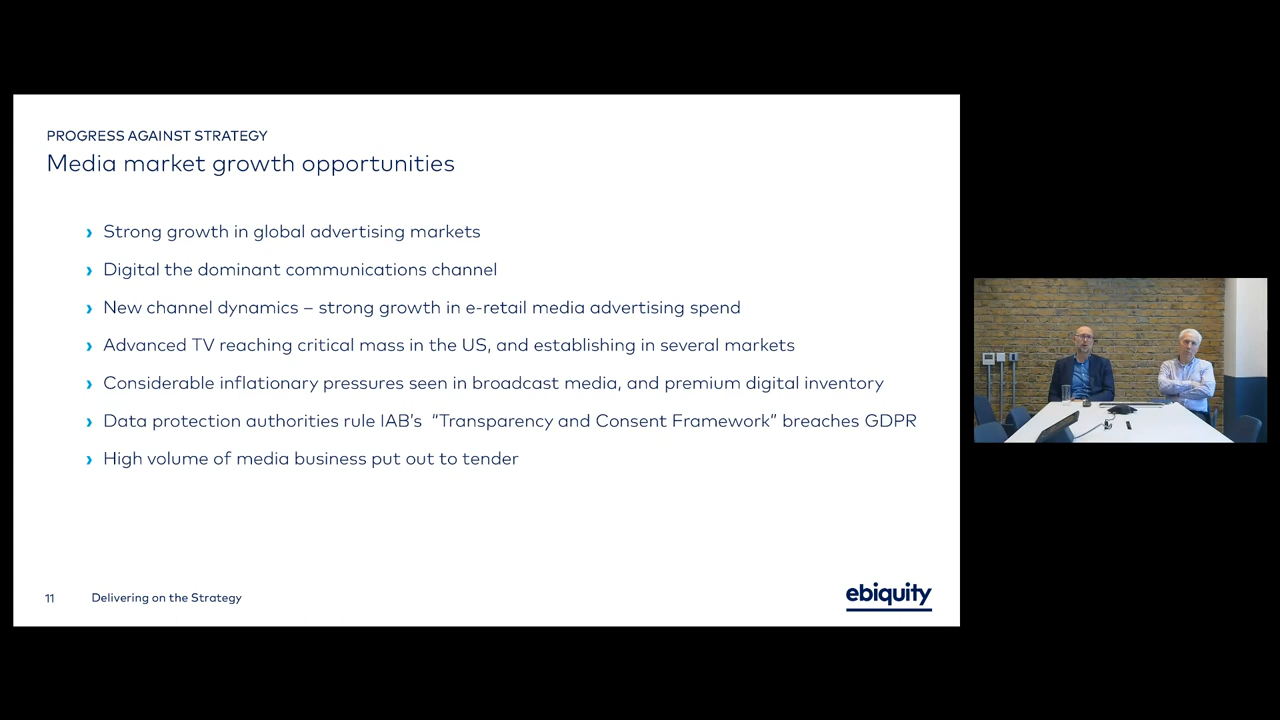 PROGRESS AGAINST STRATEGY
Media market growth opportunities
› Strong growth in global advertising markets
› Digital the dominant communications channel
› New channel dynamics – strong growth in e-retail media advertising spend
› Advanced TV reaching critical mass in the US, and establishing in several markets
› Considerable inflationary pressures seen in broadcast media, and premium digital inventory
› Data protection authorities rule IAB’s  “Transparency and Consent Framework” breaches GDPR
› High volume of media business put out to tender
11 Delivering on the Strategy
ebiquity